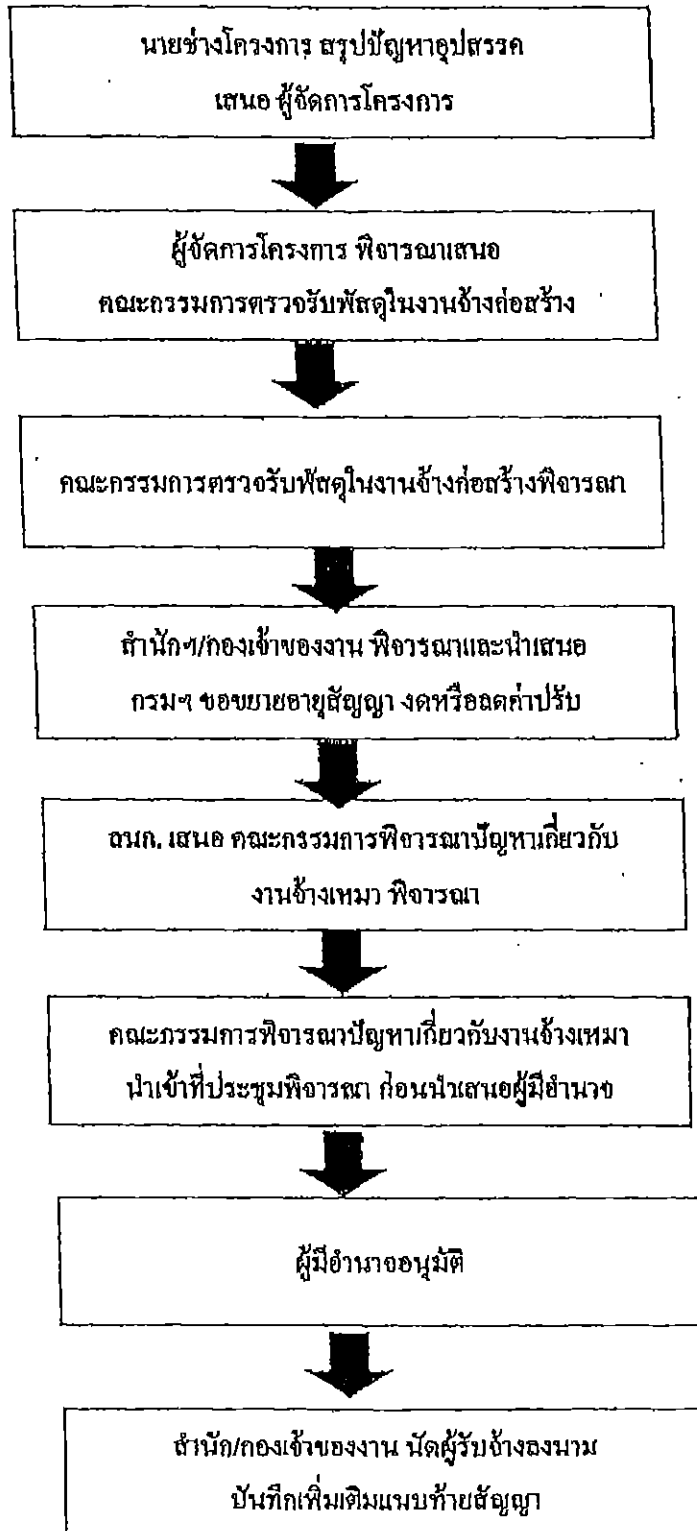 นายช่างโครงการ สรุปปัญหาอุปสรรค
เสนอ ผู้จัดการโครงการ
ผู้จัดการโครงการ พิจารณาเสนอ
คณะกรรมการตรวจรับพัสดุในงานจ้างก่อสร้าง
คณะกรรมการตรวจรับพัสดุในงานจ้างก่อสร้างพิจารณา
สำนักฯ/กองเจ้าของงาน พิจารณาและนำเสนอ
กรมฯ ขอขยายอายุสัญญา งดหรือลดค่าปรับ
สนก. เสนอ คณะกรรมการพิจารณาปัญหาเกี่ยวกับ
งานจ้างเหมา พิจารณา
คณะกรรมการพิจารณาปัญหาเกี่ยวกับงานจ้างเหมา
นำเข้าที่ประชุมพิจารณา ก่อนนำเสนอผู้มีอำนาจ
ผู้มีอำนาจอนุมัติ
สำนัก/กองเจ้าของงาน นัดผู้รับจ้างลงนาม
บันทึกเพิ่มเติมแนบท้ายสัญญา